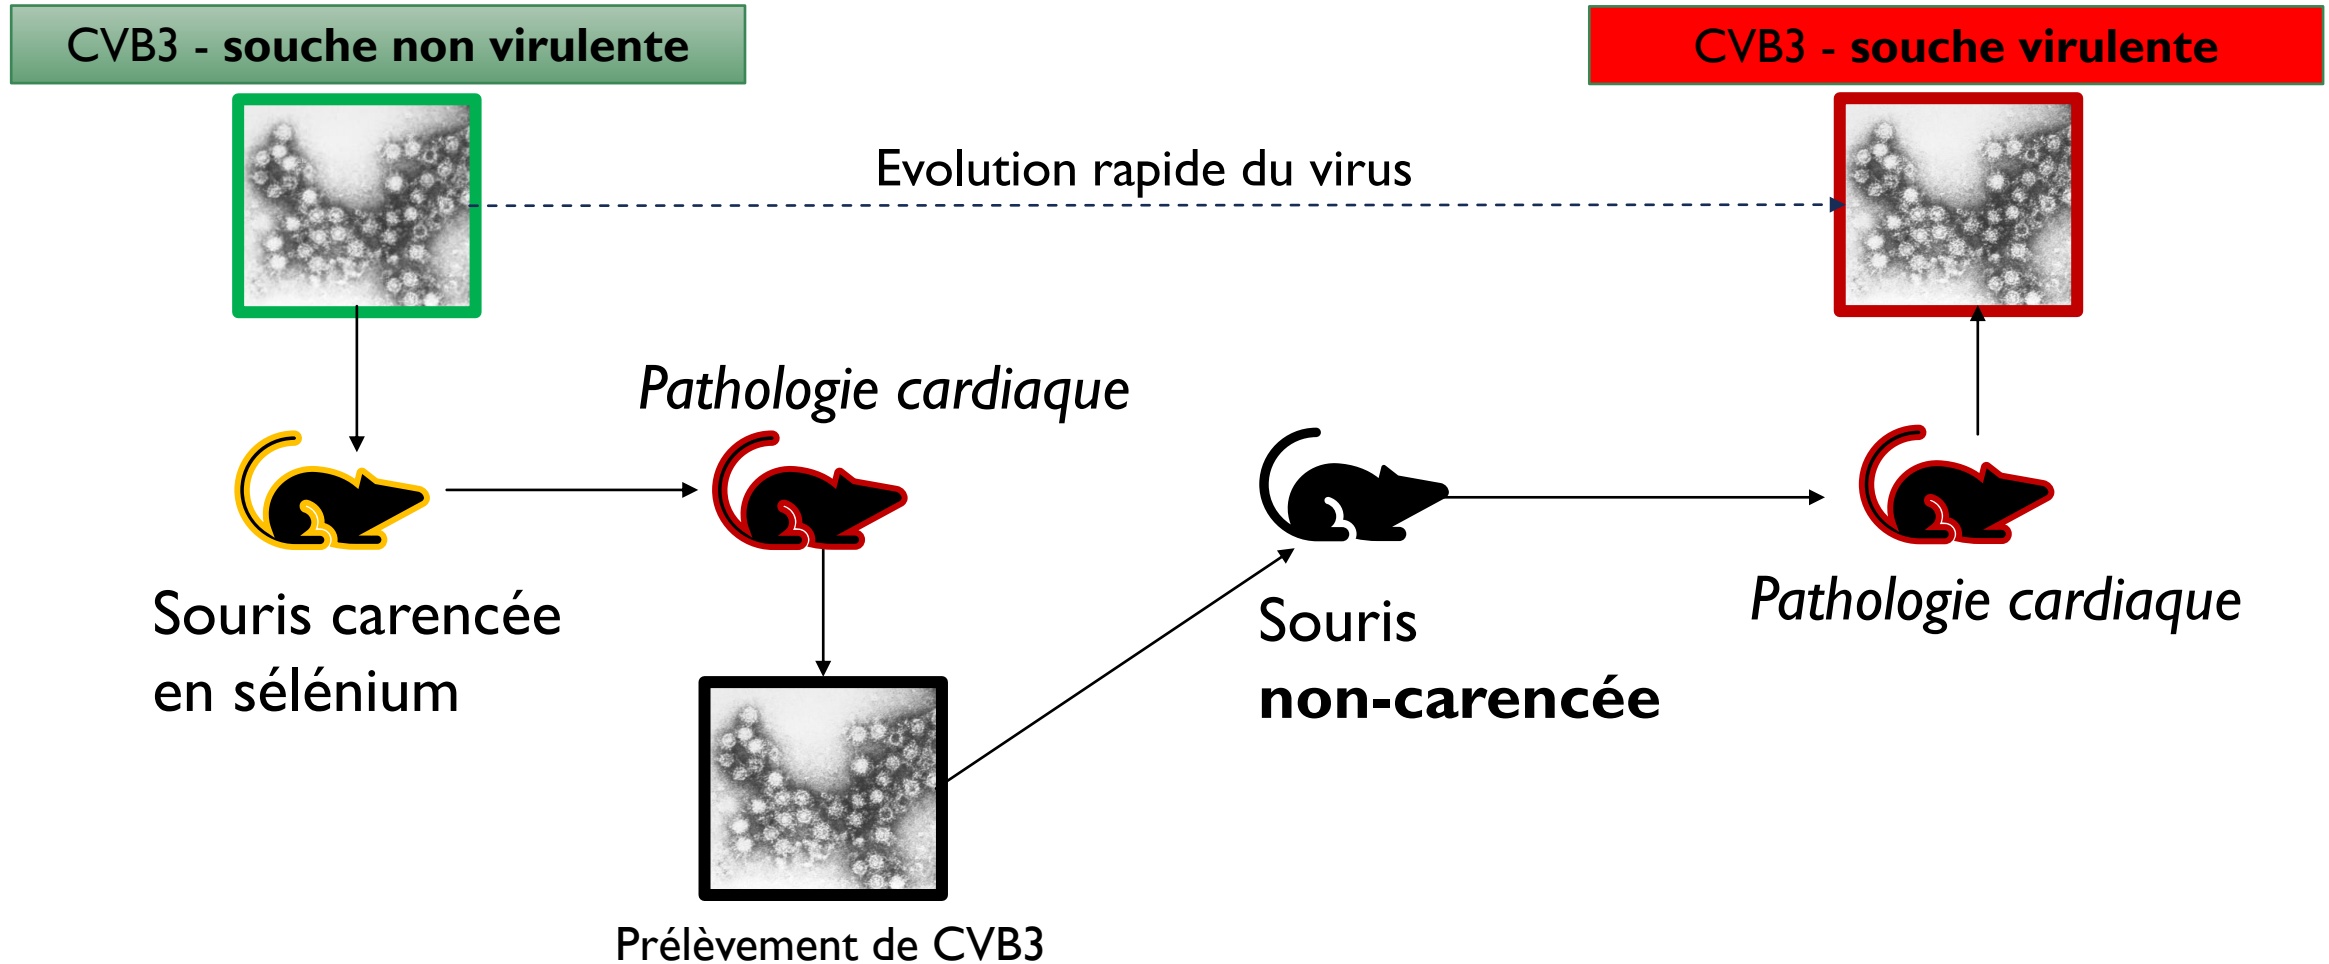 CVB3 - souche non virulente
CVB3 - souche virulente
Evolution rapide du virus
Pathologie cardiaque
Souris carencée
en sélénium
Souris
non-carencée
Pathologie cardiaque
Prélèvement de CVB3